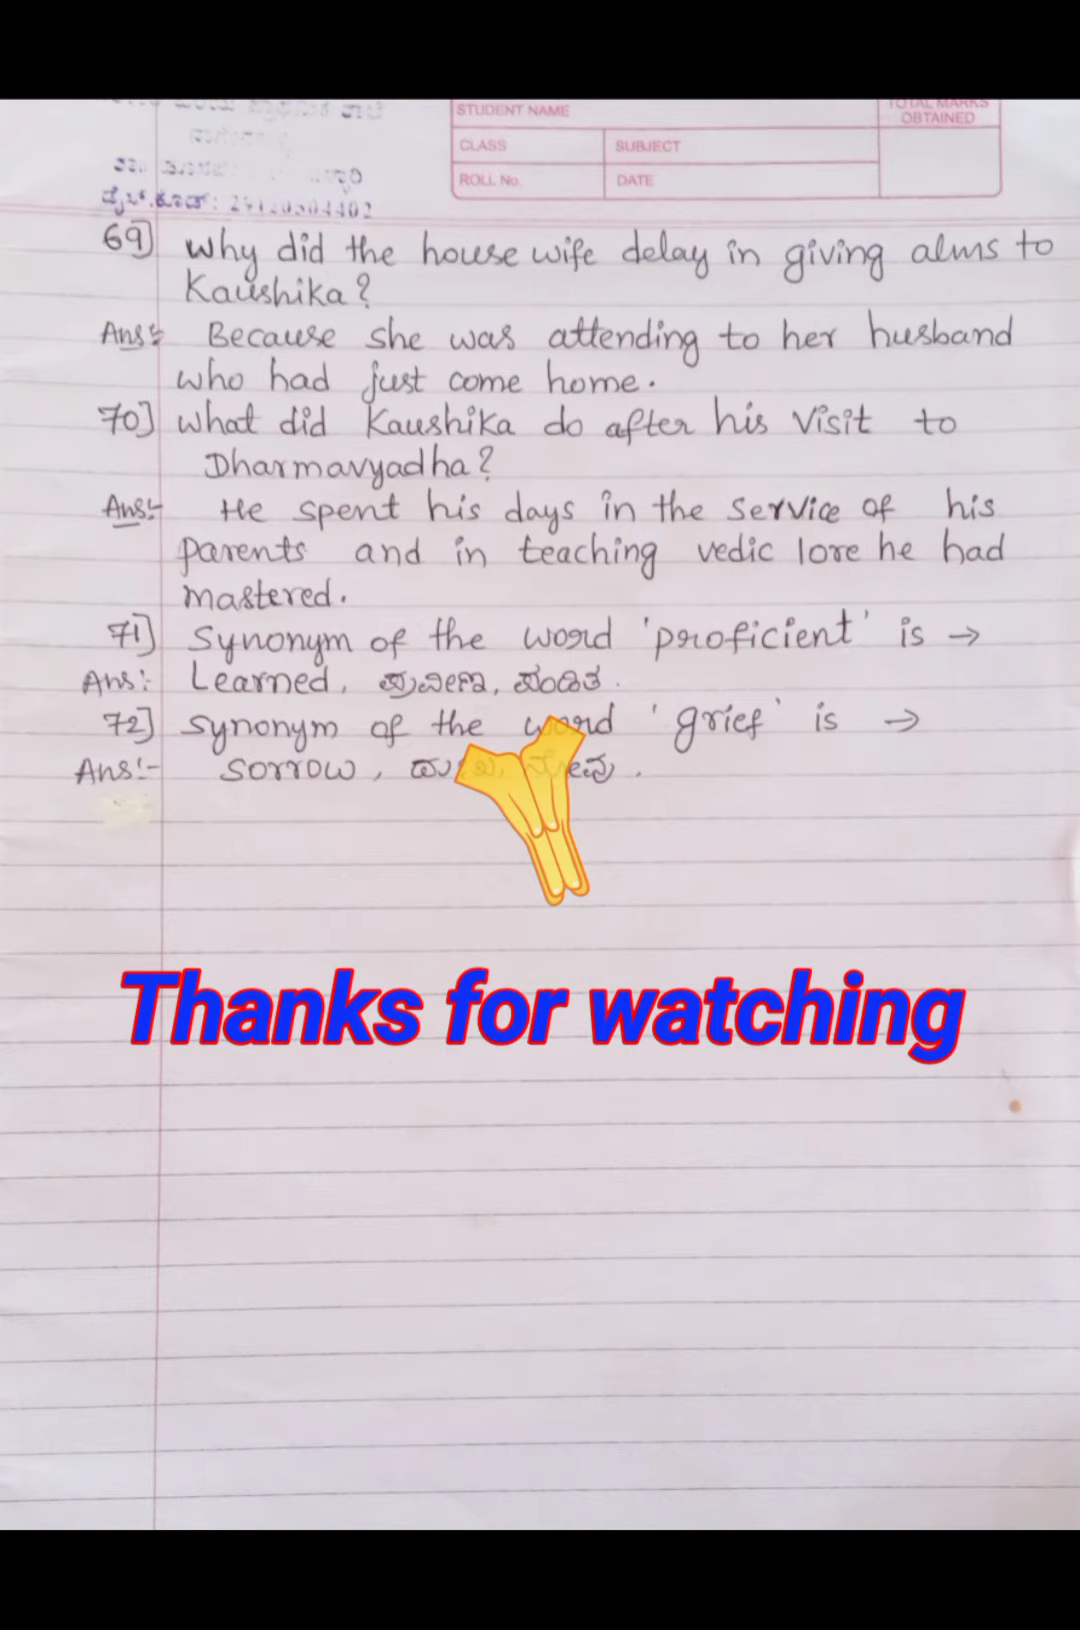 STUDENT NAME
TOTAL MARKS
OBTAINED
CLASS
SUBJECT
ROLL No.
DATE
69] Why did the house wife delay in giving alms to
Kaushika?
Ans:- Because she was attending to her husband
who had just come home.
70] What did Kaushika do after his visit to
Dharmavyadha?
Ans:- He spent his days in the service of his
parents and in teaching vedic lore he had
mastered.
71] Synonym of the word 'proficient' is →
Ans:- Learned, ಪ್ರವೀಣ, ಪಂಡಿತ.
72] Synonym of the word 'grief' is →
Ans:- Sorrow, ನೋವು.
Thanks for watching